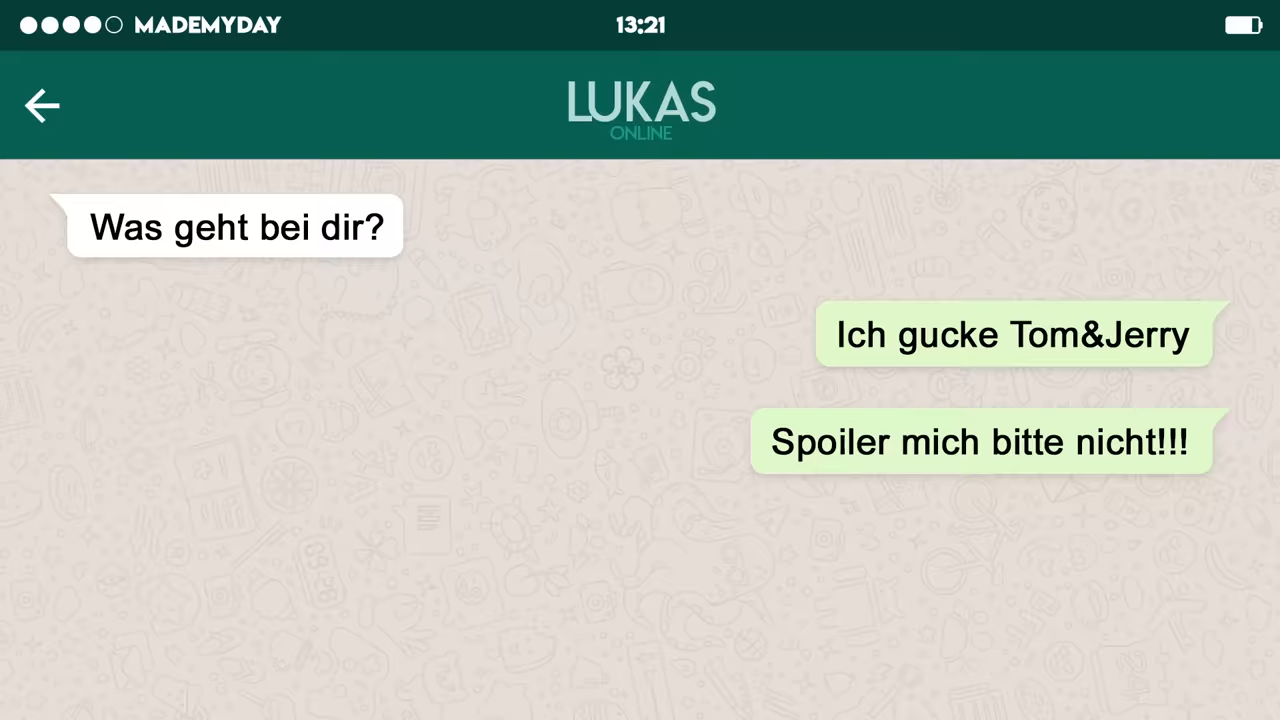 MADEMYDAY 13:21
LUKAS
ONLINE
Was geht bei dir?
Ich gucke Tom&Jerry
Spoiler mich bitte nicht!!!